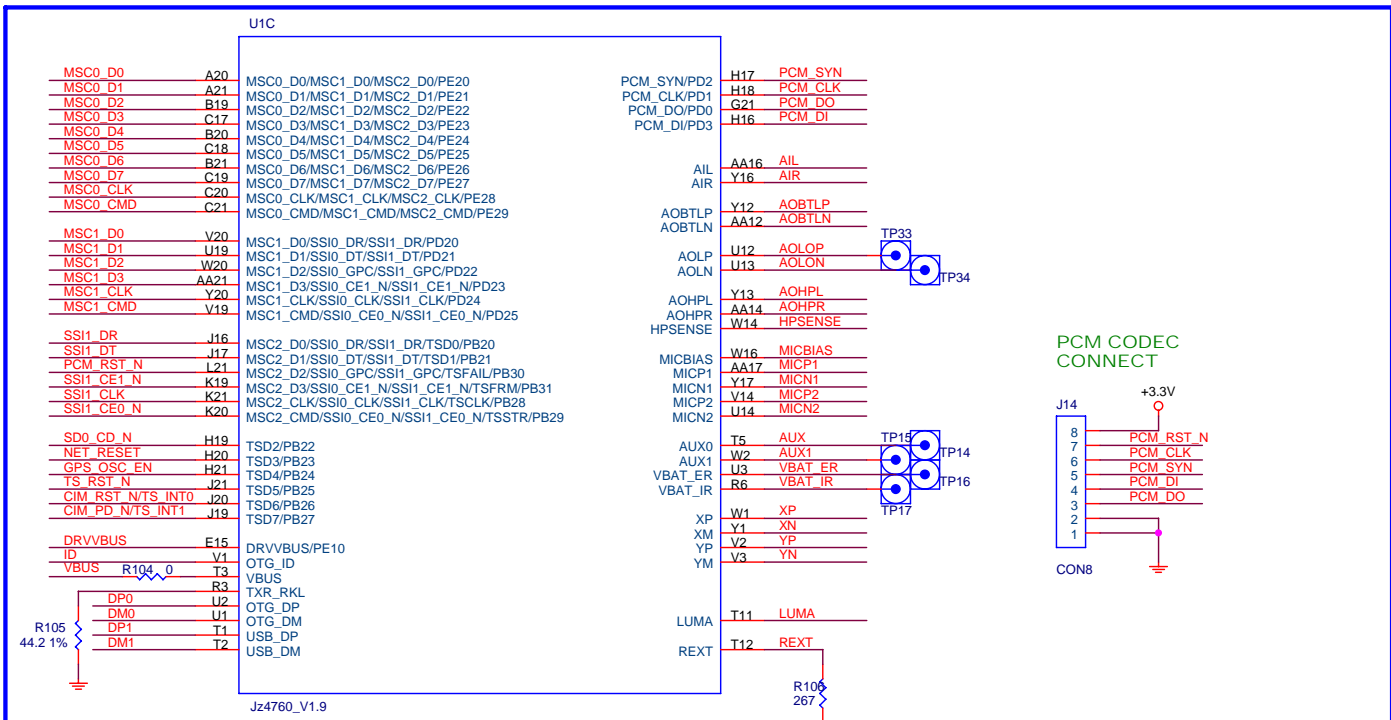 U1C
MSC0_D0 A20 MSC0_D0/MSC1_D0/MSC2_D0/PE20
MSC0_D1 A21 MSC0_D1/MSC1_D1/MSC2_D1/PE21
MSC0_D2 B19 MSC0_D2/MSC1_D2/MSC2_D2/PE22
MSC0_D3 C17 MSC0_D3/MSC1_D3/MSC2_D3/PE23
MSC0_D4 B20 MSC0_D4/MSC1_D4/MSC2_D4/PE24
MSC0_D5 C18 MSC0_D5/MSC1_D5/MSC2_D5/PE25
MSC0_D6 B21 MSC0_D6/MSC1_D6/MSC2_D6/PE26
MSC0_D7 C19 MSC0_D7/MSC1_D7/MSC2_D7/PE27
MSC0_CLK C20 MSC0_CLK/MSC1_CLK/MSC2_CLK/PE28
MSC0_CMD C21 MSC0_CMD/MSC1_CMD/MSC2_CMD/PE29
MSC1_D0 V20 MSC1_D0/SSI0_DR/SSI1_DR/PD20
MSC1_D1 U19 MSC1_D1/SSI0_DT/SSI1_DT/PD21
MSC1_D2 W20 MSC1_D2/SSI0_GPC/SSI1_GPC/PD22
MSC1_D3 AA21 MSC1_D3/SSI0_CE1_N/SSI1_CE1_N/PD23
MSC1_CLK Y20 MSC1_CLK/SSI0_CLK/SSI1_CLK/PD24
MSC1_CMD V19 MSC1_CMD/SSI0_CE0_N/SSI1_CE0_N/PD25
SSI1_DR J16 MSC2_D0/SSI0_DR/SSI1_DR/TSD0/PB20
SSI1_DT J17 MSC2_D1/SSI0_DT/SSI1_DT/TSD1/PB21
PCM_RST_N L21 MSC2_D2/SSI0_GPC/SSI1_GPC/TSFAIL/PB30
SSI1_CE1_N K19 MSC2_D3/SSI0_CE1_N/SSI1_CE1_N/TSFRM/PB31
SSI1_CLK K21 MSC2_CLK/SSI0_CLK/SSI1_CLK/TSCLK/PB28
SSI1_CE0_N K20 MSC2_CMD/SSI0_CE0_N/SSI1_CE0_N/TSSTR/PB29
SD0_CD_N H19 TSD2/PB22
NET_RESET H20 TSD3/PB23
GPS_OSC_EN H21 TSD4/PB24
TS_RST_N J21 TSD5/PB25
CIM_RST_N/TS_INT0 J20 TSD6/PB26
CIM_PD_N/TS_INT1 J19 TSD7/PB27
DRVVBUS E15 DRVVBUS/PE10
ID V1 OTG_ID
VBUS R104 0 T3 VBUS
R3 TXR_RKL
DP0 U2 OTG_DP
DM0 U1 OTG_DM
DP1 T1 USB_DP
DM1 T2 USB_DM
R105
44.2 1%
Jz4760_V1.9
PCM_SYN/PD2 H17 PCM_SYN
PCM_CLK/PD1 H18 PCM_CLK
PCM_DO/PD0 G21 PCM_DO
PCM_DI/PD3 H16 PCM_DI
AIL AA16 AIL
AIR Y16 AIR
AOBTLP Y12 AOBTLP
AOBTLN AA12 AOBTLN
AOLP U12 AOLOP TP33
AOLN U13 AOLON TP34
AOHPL Y13 AOHPL
AOHPR AA14 AOHPR
HPSENSE W14 HPSENSE
MICBIAS W16 MICBIAS
MICP1 AA17 MICP1
MICN1 Y17 MICN1
MICP2 V14 MICP2
MICN2 U14 MICN2
AUX0 T5 AUX TP15 TP14
AUX1 W2 AUX1
VBAT_ER U3 VBAT_ER TP16
VBAT_IR R6 VBAT_IR TP17
XP W1 XP
XM Y1 XN
YP V2 YP
YM V3 YN
LUMA T11 LUMA
REXT T12 REXT
R106
267
PCM CODEC
CONNECT
+3.3V
J14
8
7 PCM_RST_N
6 PCM_CLK
5 PCM_SYN
4 PCM_DI
3 PCM_DO
2
1
CON8